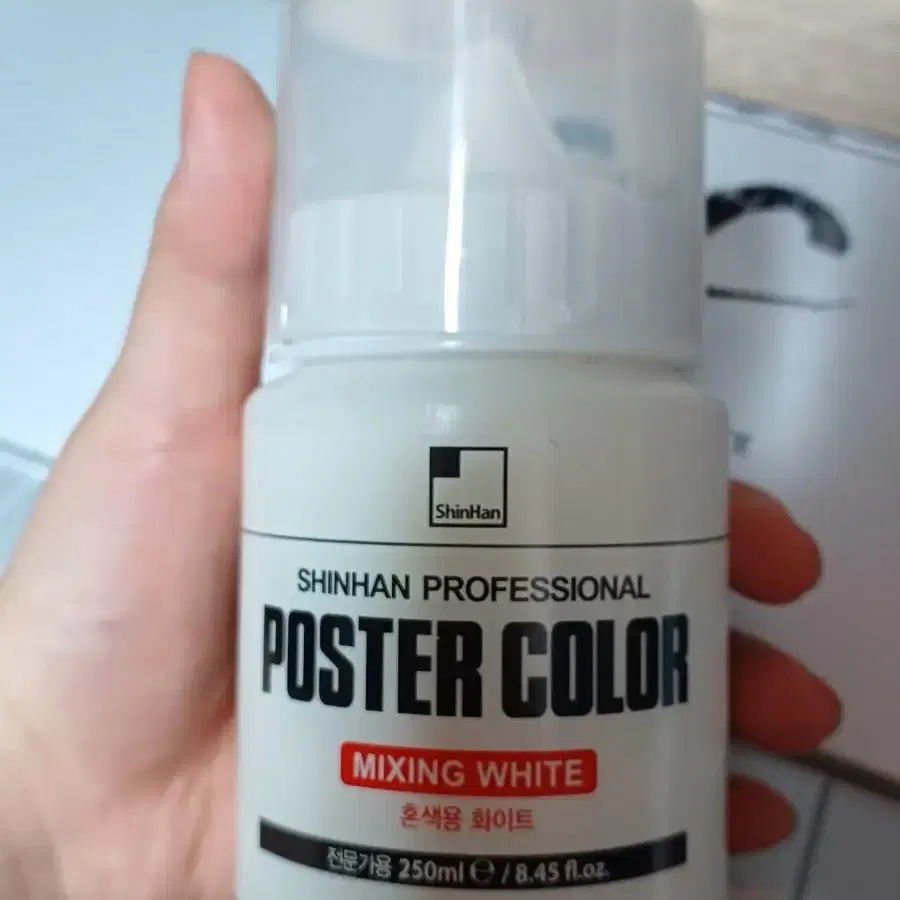 ShinHan
SHINHAN PROFESSIONAL
POSTER COLOR
MIXING WHITE
혼색용 화이트
전문가용 250ml ℮ / 8.45 fl.oz.